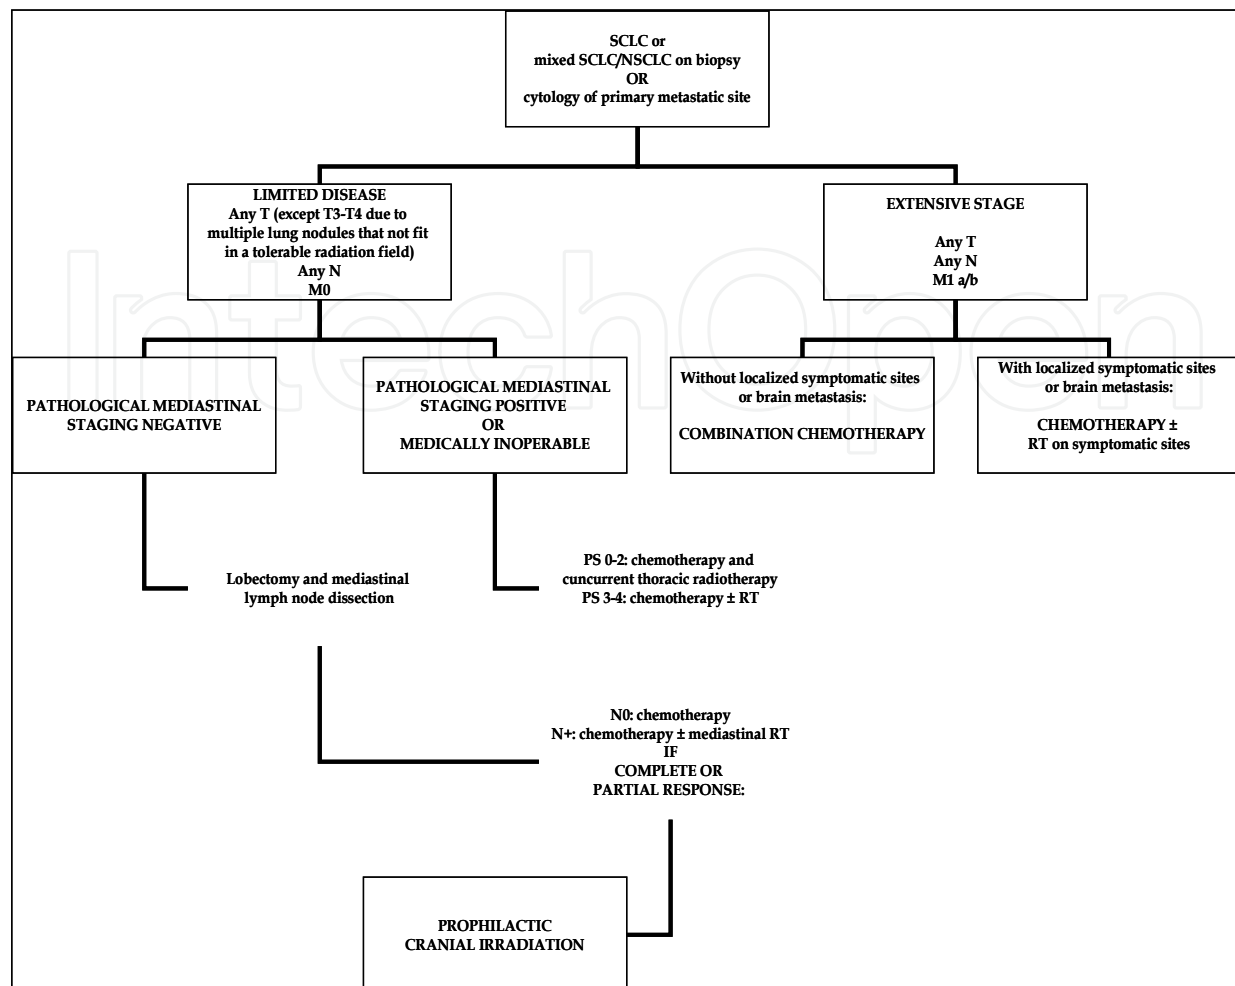 SCLC or
mixed SCLC/NSCLC on biopsy
OR
cytology of primary metastatic site
LIMITED DISEASE
Any T (except T3-T4 due to
multiple lung nodules that not fit
in a tolerable radiation field)
Any N
M0
EXTENSIVE STAGE
Any T
Any N
M1 a/b
PATHOLOGICAL MEDIASTINAL
STAGING NEGATIVE
PATHOLOGICAL MEDIASTINAL
STAGING POSITIVE
OR
MEDICALLY INOPERABLE
Without localized symptomatic sites
or brain metastasis:
COMBINATION CHEMOTHERAPY
With localized symptomatic sites
or brain metastasis:
CHEMOTHERAPY ±
RT on symptomatic sites
Lobectomy and mediastinal
lymph node dissection
PS 0-2: chemotherapy and
cuncurrent thoracic radiotherapy
PS 3-4: chemotherapy ± RT
N0: chemotherapy
N+: chemotherapy ± mediastinal RT
IF
COMPLETE OR
PARTIAL RESPONSE:
PROPHILACTIC
CRANIAL IRRADIATION
IntechOpen